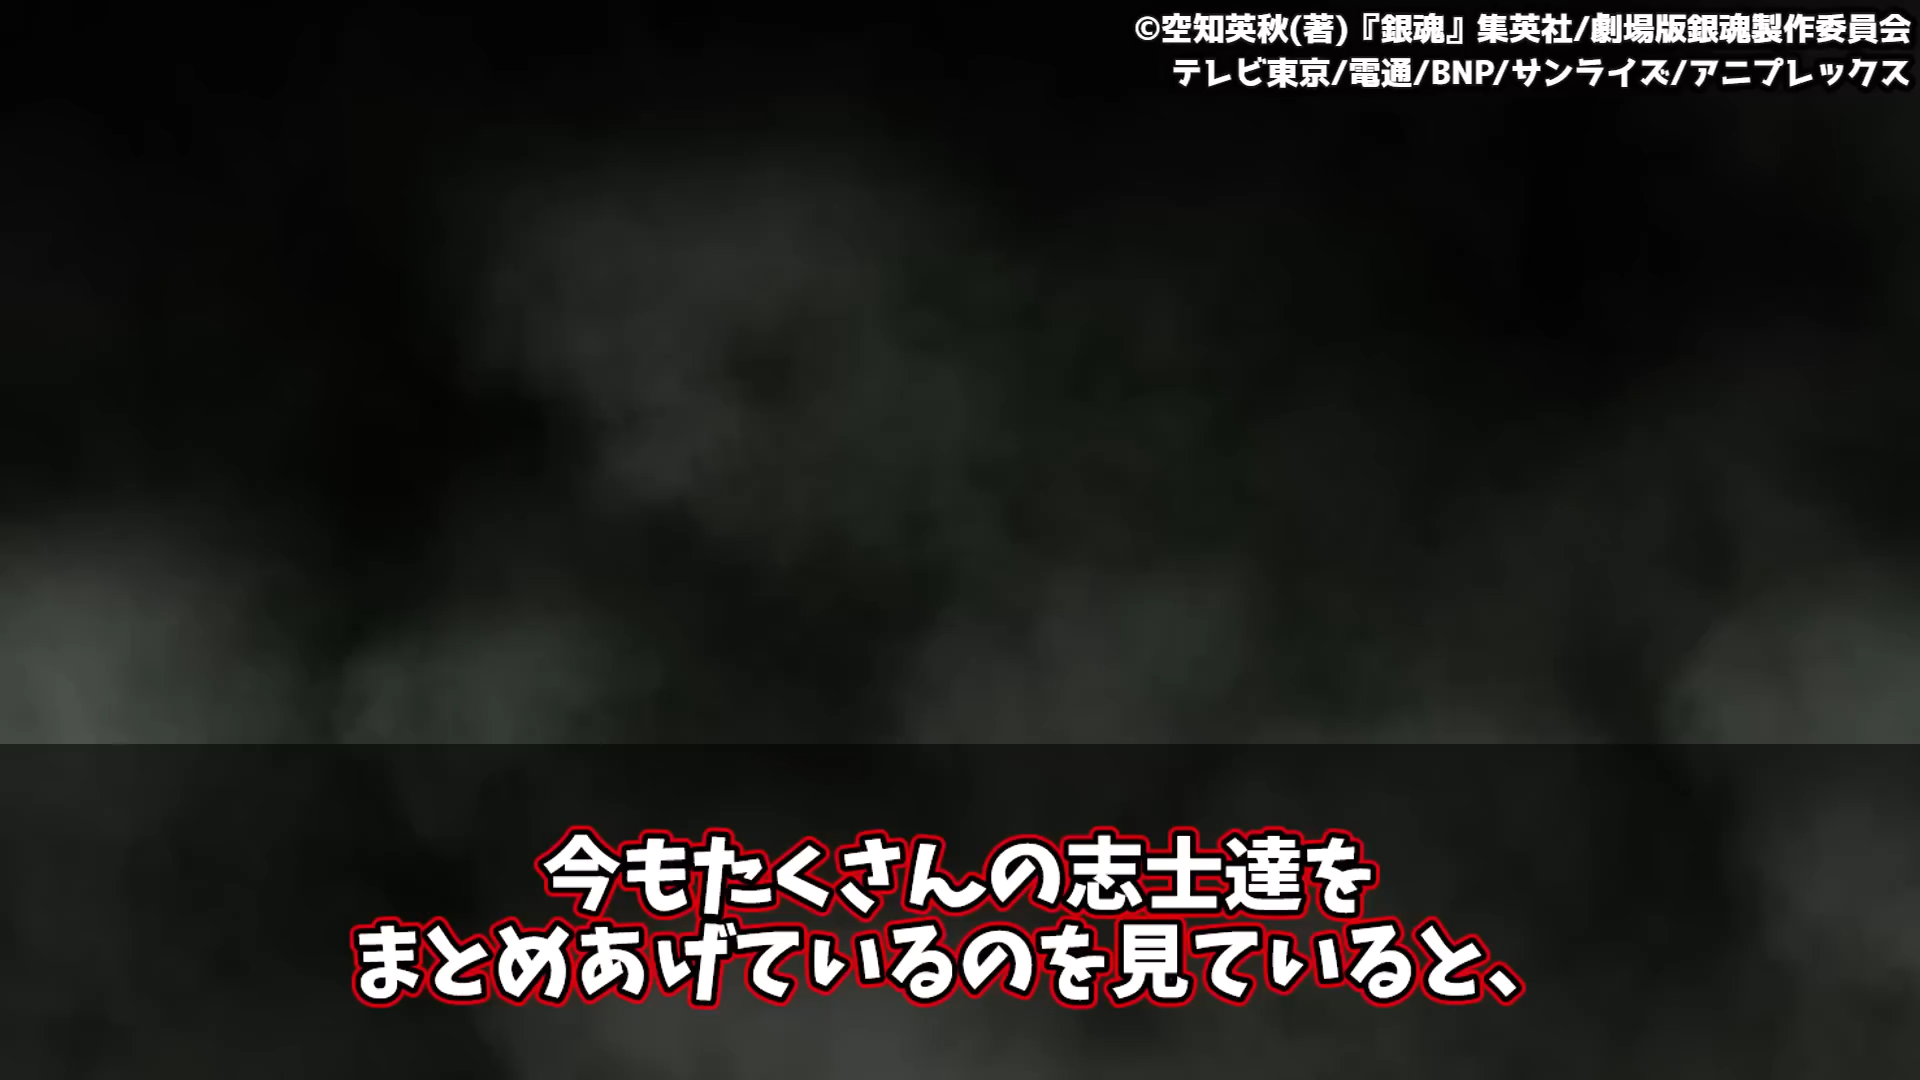 ©空知英秋(著)『銀魂』集英社/劇場版銀魂製作委員会
テレビ東京/電通/BNP/サンライズ/アニプレックス
今もたくさんの志士達を
まとめあげているのを見ていると、